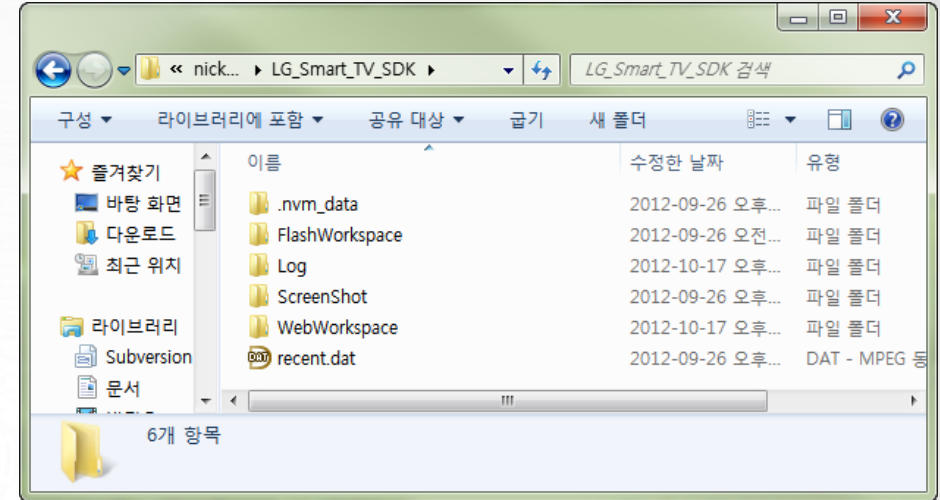 « nick... ▸ LG_Smart_TV_SDK ▸ LG_Smart_TV_SDK 검색
구성 ▼ 라이브러리에 포함 ▼ 공유 대상 ▼ 굽기 새 폴더
이름 수정한 날짜 유형
즐겨찾기
바탕 화면
다운로드
최근 위치
라이브러리
Subversion
문서
.nvm_data 2012-09-26 오후... 파일 폴더
FlashWorkspace 2012-09-26 오전... 파일 폴더
Log 2012-10-17 오후... 파일 폴더
ScreenShot 2012-09-26 오후... 파일 폴더
WebWorkspace 2012-10-17 오후... 파일 폴더
DAT recent.dat 2012-09-26 오후... DAT - MPEG 동
6개 항목